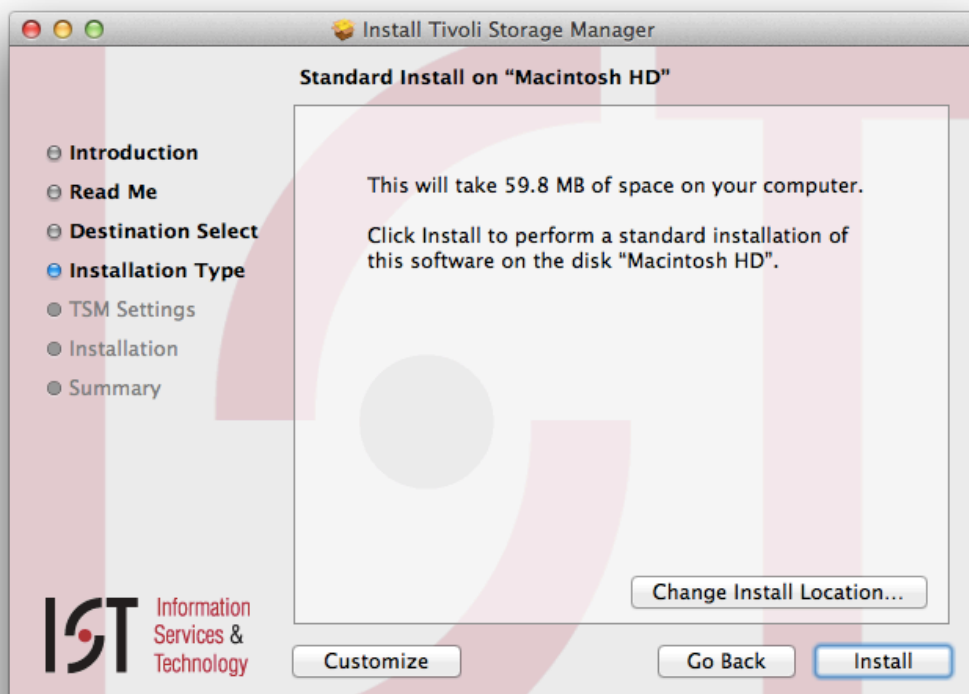 Install Tivoli Storage Manager
Standard Install on “Macintosh HD”
Introduction
Read Me
Destination Select
Installation Type
TSM Settings
Installation
Summary
This will take 59.8 MB of space on your computer.
Click Install to perform a standard installation of
this software on the disk “Macintosh HD”.
Change Install Location...
IST
Information
Services &
Technology
Customize
Go Back
Install